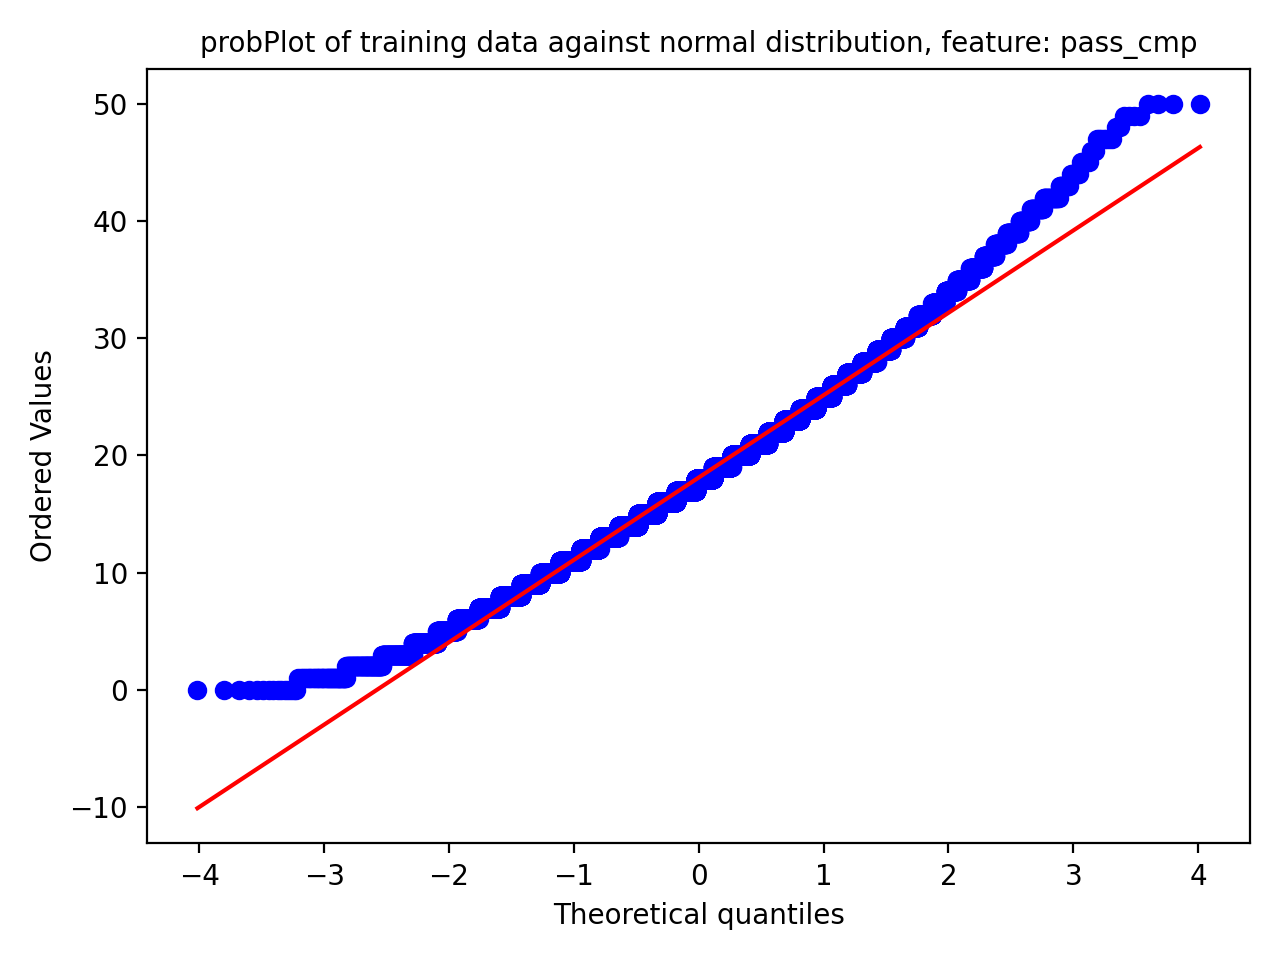 probPlot of training data against normal distribution, feature: pass_cmp
50
40
30
20
10
0
−10
Ordered Values
−4 −3 −2 −1 0 1 2 3 4
Theoretical quantiles